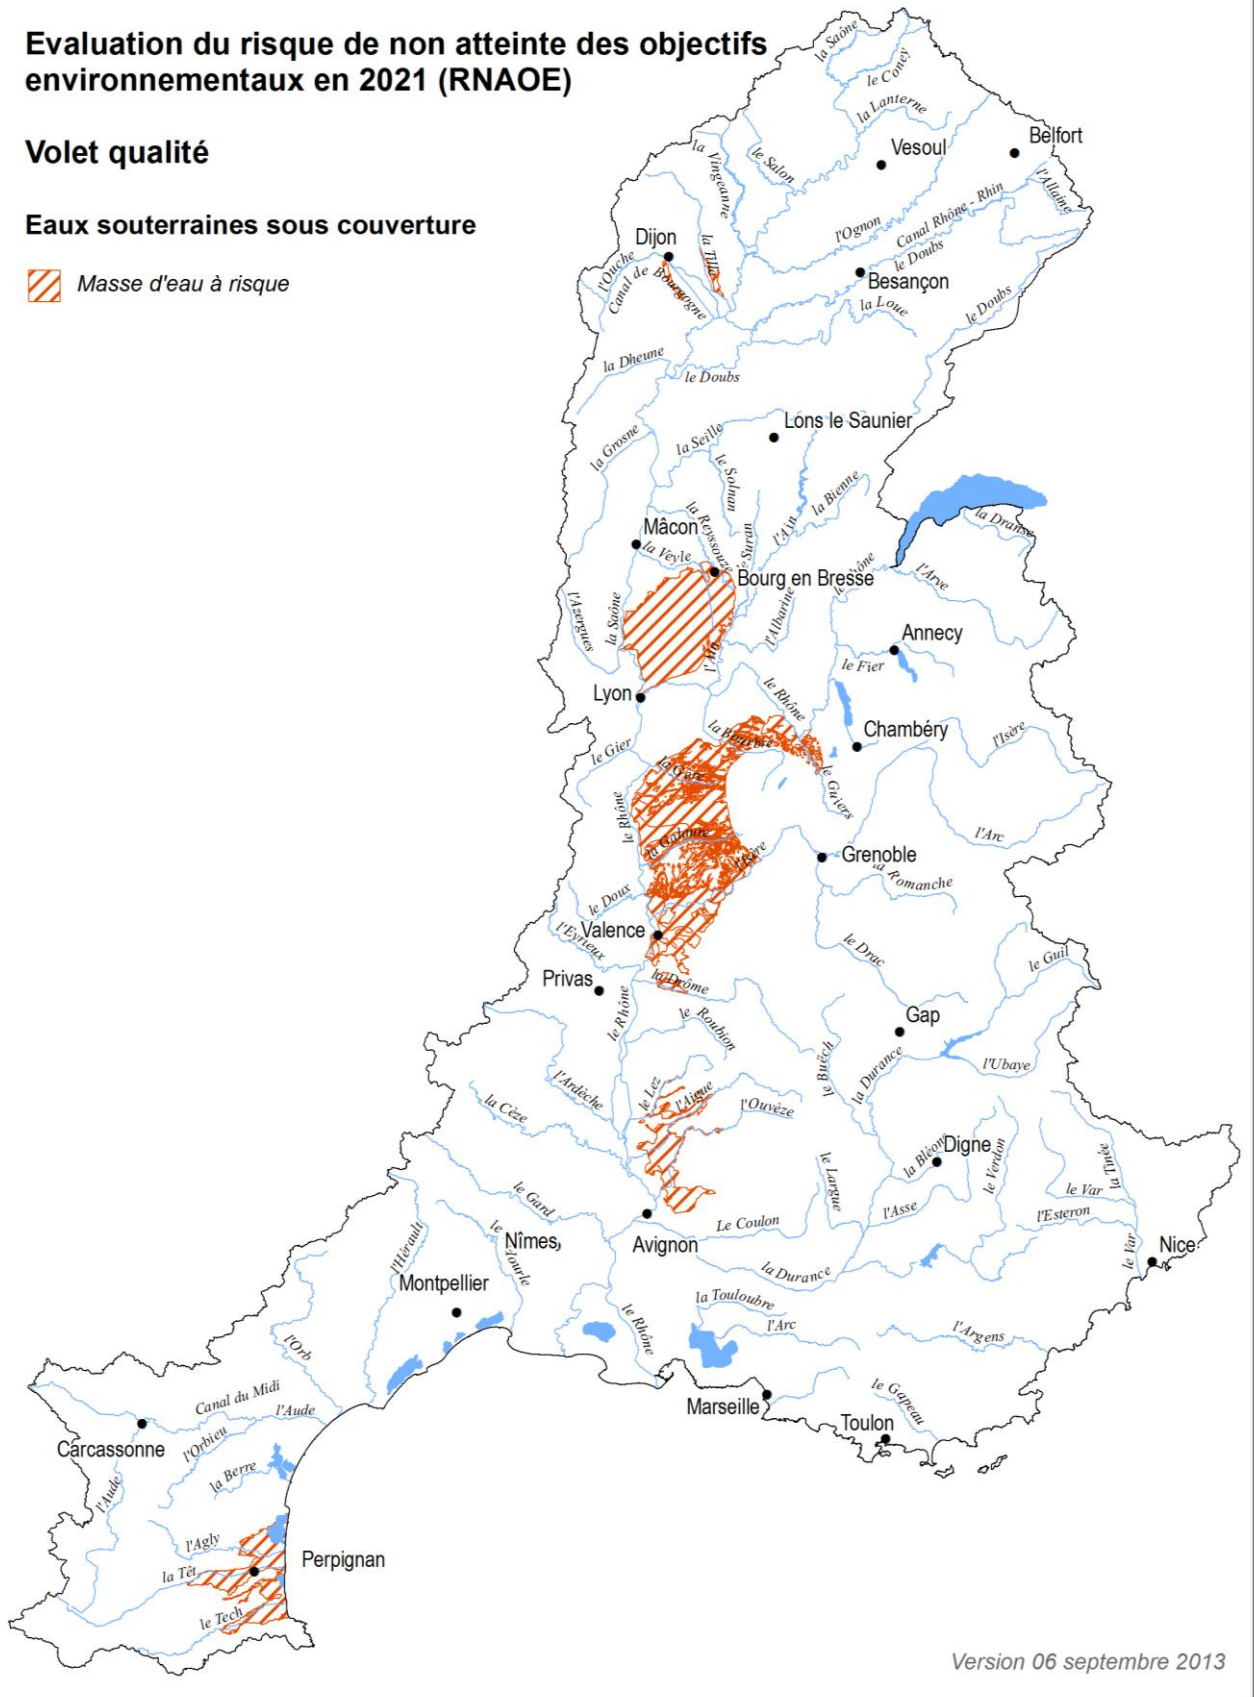 Evaluation du risque de non atteinte des objectifs
environnementaux en 2021 (RNAOE)
Volet qualité
Eaux souterraines sous couverture
Masse d'eau à risque
la Saône
le Coney
la Lanterne
Vesoul
Belfort
la Vingeanne
le Salon
l'Allaine
Canal Rhône - Rhin
l'Ognon
le Doubs
Dijon
la Tille
l'Ouche
Canal de Bourgogne
Besançon
la Loue
le Doubs
la Dheune
le Doubs
Lons le Saunier
la Grosne
la Seille
le Solnan
la Bienne
l'Ain
la Reyssouze
le Suran
Mâcon
la Veyle
la Dranse
Bourg en Bresse
le Rhône
l'Arve
l'Azergues
la Saône
l'Albarine
l'Ain
Annecy
le Fier
Lyon
le Rhône
la Bourbre
Chambéry
l'Isère
le Gier
la Gère
le Guiers
le Rhône
l'Arc
la Galaure
l'Isère
Grenoble
la Romanche
le Doux
Valence
l'Eyrieux
le Drac
le Guil
Privas
la Drôme
le Rhône
le Roubion
Gap
le Buëch
la Durance
l'Ubaye
l'Ardèche
le Lez
l'Aigue
l'Ouvèze
la Cèze
Digne
la Bléone
le Verdon
la Tinée
le Largue
le Gard
le Var
l'Asse
l'Esteron
Le Coulon
Avignon
Nîmes
l'Hérault
Nice
le Var
la Durance
Montpellier
la Touloubre
l'Arc
le Rhône
l'Argens
l'Orb
Canal du Midi
l'Aude
Marseille
le Gapeau
Toulon
Carcassonne
l'Orbieu
la Berre
l'Aude
l'Agly
Perpignan
la Têt
le Tech
Version 06 septembre 2013